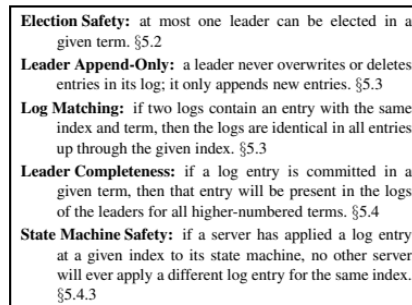 Election Safety: at most one leader can be elected in a
given term. §5.2
Leader Append-Only: a leader never overwrites or deletes
entries in its log; it only appends new entries. §5.3
Log Matching: if two logs contain an entry with the same
index and term, then the logs are identical in all entries
up through the given index. §5.3
Leader Completeness: if a log entry is committed in a
given term, then that entry will be present in the logs
of the leaders for all higher-numbered terms. §5.4
State Machine Safety: if a server has applied a log entry
at a given index to its state machine, no other server
will ever apply a different log entry for the same index.
§5.4.3